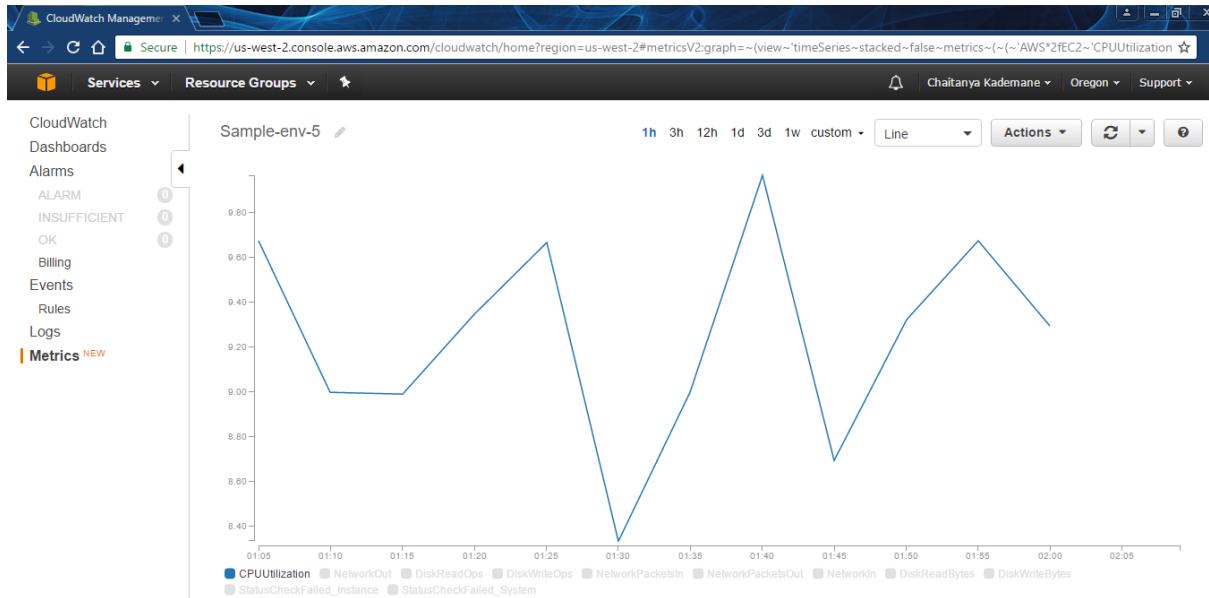 CloudWatch Managemen
Secure https://us-west-2.console.aws.amazon.com/cloudwatch/home?region=us-west-2#metricsV2:graph=~(view~'timeSeries~stacked~false~metrics~(~(~'AWS*2fEC2~'CPUUtilization
Services Resource Groups Chaitanya Kademane Oregon Support
CloudWatch
Dashboards
Alarms
ALARM 0
INSUFFICIENT 0
OK 0
Billing
Events
Rules
Logs
Metrics NEW
Sample-env-5 1h 3h 12h 1d 3d 1w custom Line Actions ?
9.80
9.60
9.40
9.20
9.00
8.80
8.60
8.40
01:05 01:10 01:15 01:20 01:25 01:30 01:35 01:40 01:45 01:50 01:55 02:00 02:05
CPUUtilization NetworkOut DiskReadOps DiskWriteOps NetworkPacketsIn NetworkPacketsOut NetworkIn DiskReadBytes DiskWriteBytes
StatusCheckFailed_Instance StatusCheckFailed_System